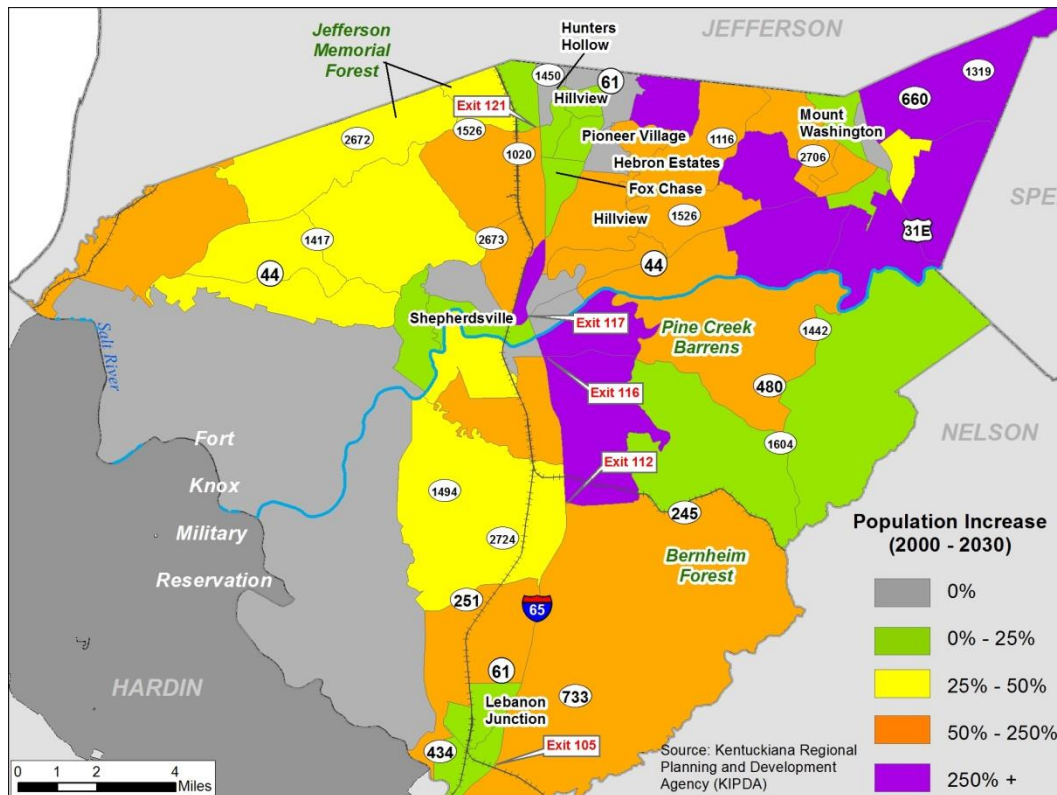 Jefferson
Memorial
Forest
Hunters
Hollow
JEFFERSON
1319
1450
61
660
Hillview
Exit 121
2672
1526
1020
Pioneer Village
1116
Mount
Washington
2706
Hebron Estates
Fox Chase
SPE
Hillview
1526
31E
1417
2673
44
44
Shepherdsville
Exit 117
Pine Creek
Barrens
1442
Salt River
Exit 116
480
Fort
Knox
Military
Reservation
NELSON
1604
Exit 112
1494
245
2724
Bernheim
Forest
Population Increase
(2000 - 2030)
0%
0% - 25%
25% - 50%
50% - 250%
250% +
251
65
61
HARDIN
733
Lebanon
Junction
434
Exit 105
Source: Kentuckiana Regional
Planning and Development
Agency (KIPDA)
0 1 2 4
Miles